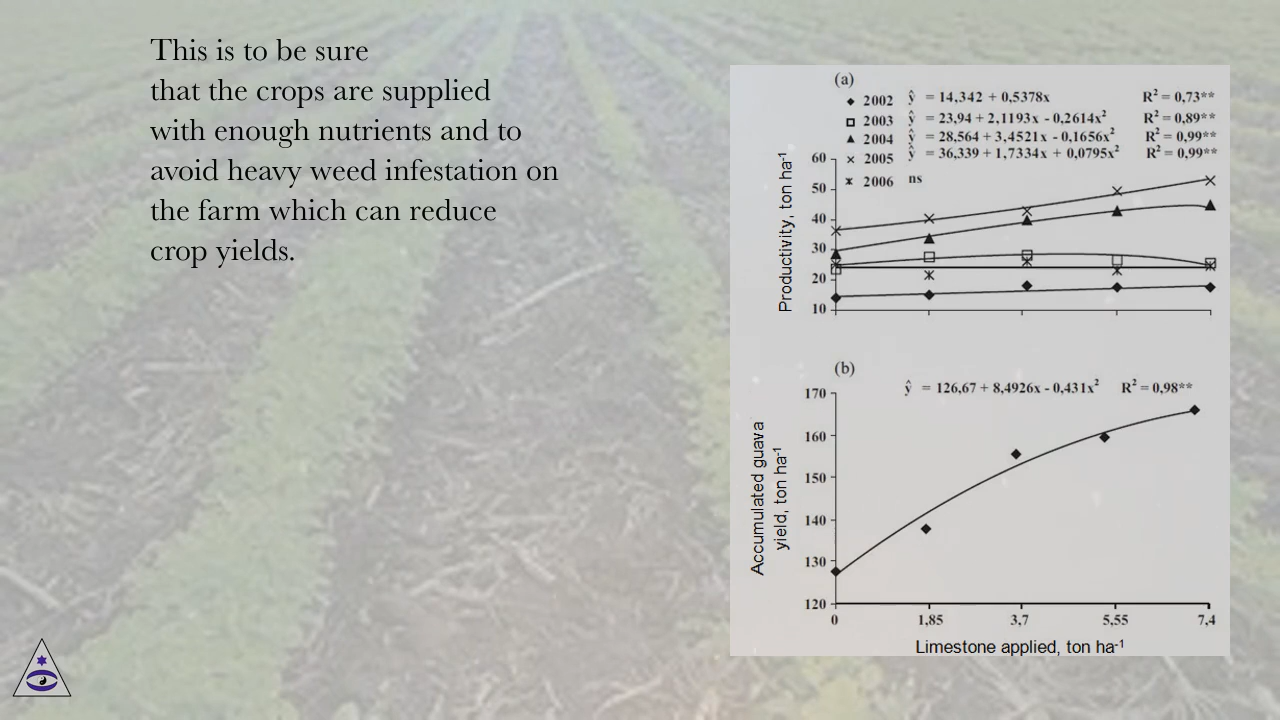 This is to be sure
that the crops are supplied
with enough nutrients and to
avoid heavy weed infestation on
the farm which can reduce
crop yields.
(a)
2002 ŷ = 14,342 + 0,5378x R² = 0,73**
2003 ŷ = 23,94 + 2,1193x - 0,2614x² R² = 0,89**
2004 ŷ = 28,564 + 3,4521x - 0,1656x² R² = 0,99**
2005 ŷ = 36,339 + 1,7334x + 0,0795x² R² = 0,99**
2006 ns
Productivity, ton ha⁻¹
60
50
40
30
20
10
(b)
ŷ = 126,67 + 8,4926x - 0,431x² R² = 0,98**
Accumulated guava
yield, ton ha⁻¹
170
160
150
140
130
120
0 1,85 3,7 5,55 7,4
Limestone applied, ton ha⁻¹